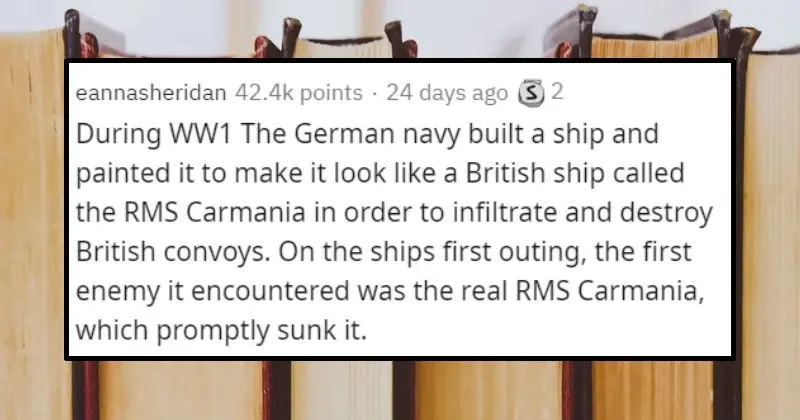 eannasheridan 42.4k points · 24 days ago S 2
During WW1 The German navy built a ship and
painted it to make it look like a British ship called
the RMS Carmania in order to infiltrate and destroy
British convoys. On the ships first outing, the first
enemy it encountered was the real RMS Carmania,
which promptly sunk it.